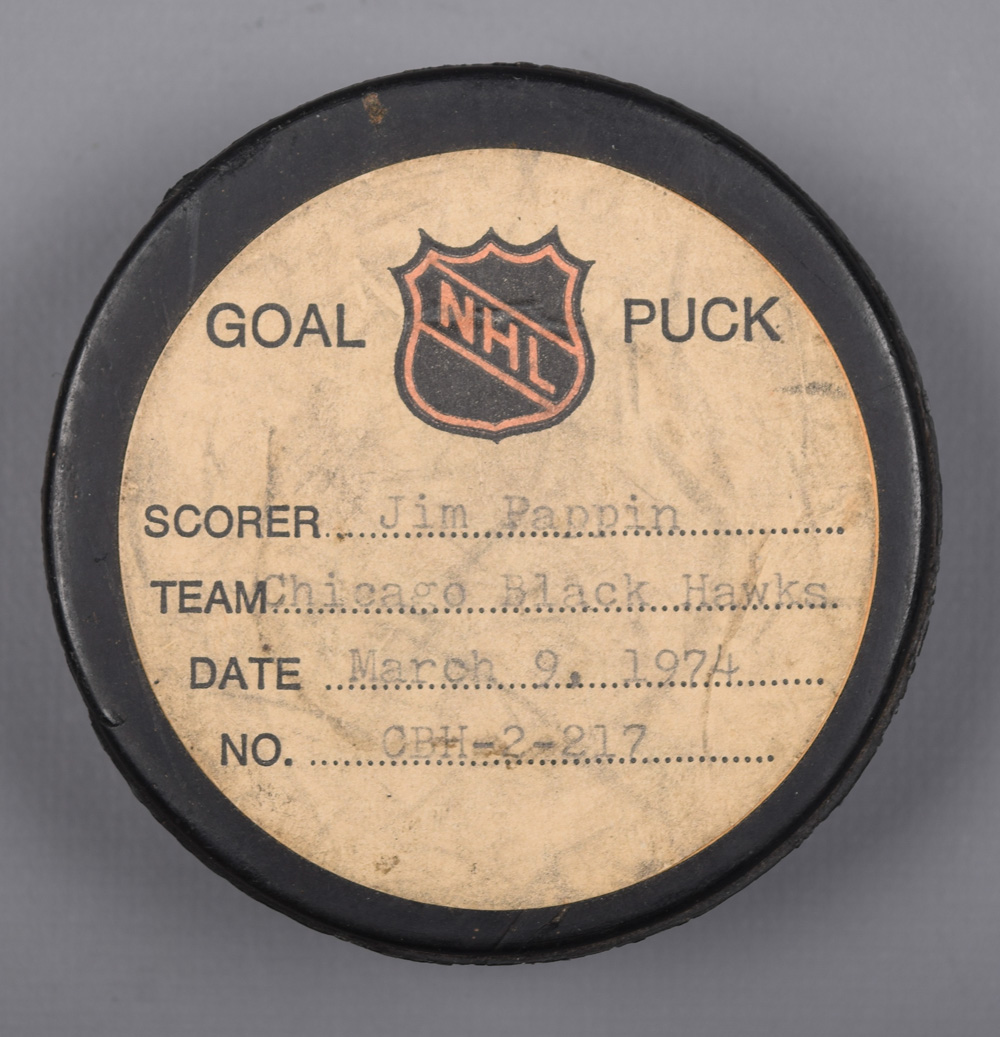 GOAL NHL PUCK
SCORER Jim Pappin
TEAM Chicago Black Hawks
DATE March 9, 1974
NO. CBH-2-217